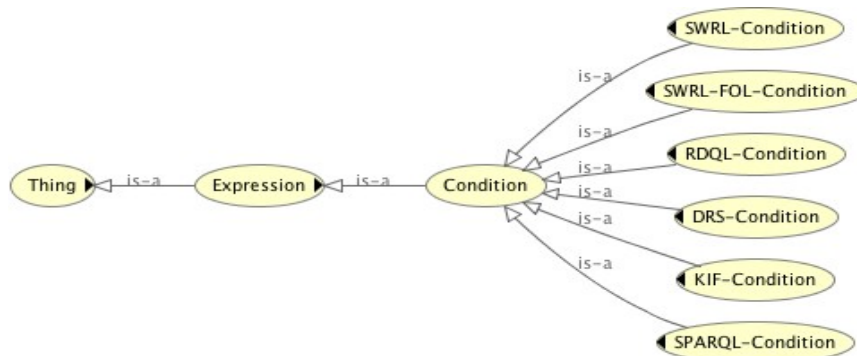 SWRL-Condition
is-a
SWRL-FOL-Condition
is-a
RDQL-Condition
is-a
Thing
is-a
Expression
is-a
Condition
is-a
DRS-Condition
is-a
KIF-Condition
is-a
SPARQL-Condition